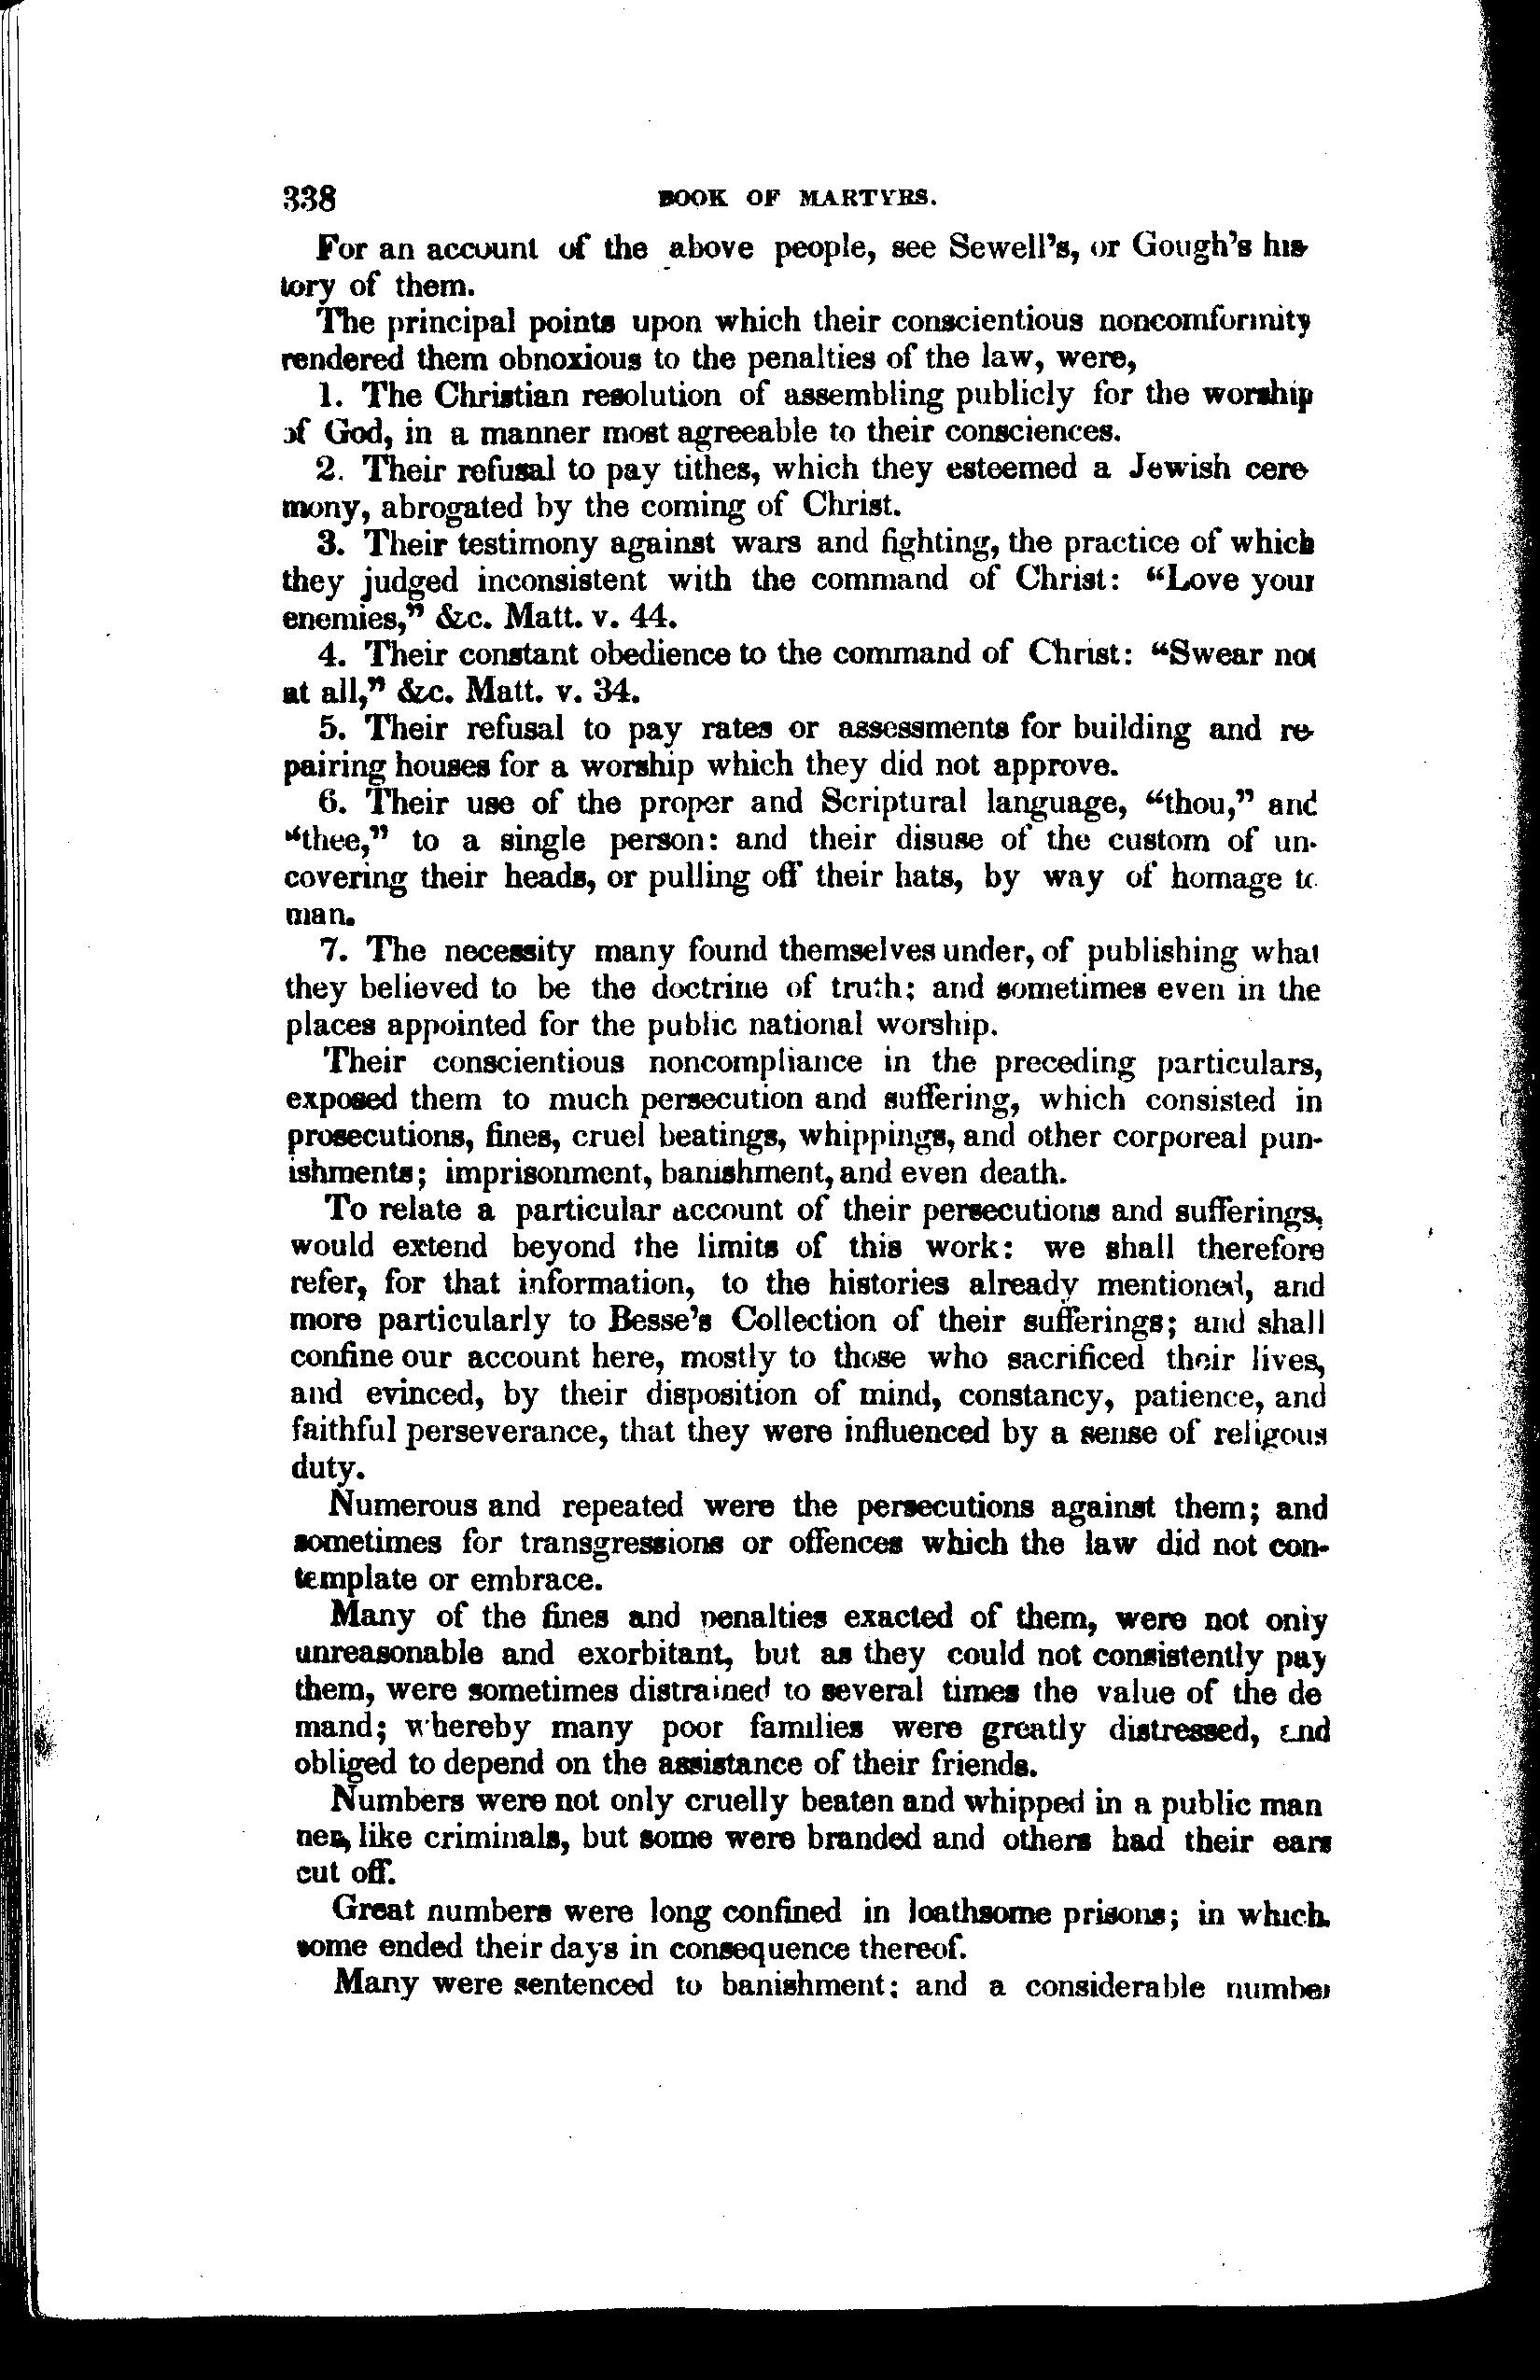 338 BOOK OF MARTYRS.
For an account of the above people, see Sewell's, or Gough's his-
tory of them.
The principal points upon which their conscientious noncomformity
rendered them obnoxious to the penalties of the law, were,
1. The Christian resolution of assembling publicly for the worship
of God, in a manner most agreeable to their consciences.
2. Their refusal to pay tithes, which they esteemed a Jewish cere-
mony, abrogated by the coming of Christ.
3. Their testimony against wars and fighting, the practice of which
they judged inconsistent with the command of Christ: "Love your
enemies," &c. Matt. v. 44.
4. Their constant obedience to the command of Christ: "Swear not
at all," &c. Matt. v. 34.
5. Their refusal to pay rates or assessments for building and re-
pairing houses for a worship which they did not approve.
6. Their use of the proper and Scriptural language, "thou," and
"thee," to a single person: and their disuse of the custom of un-
covering their heads, or pulling off their hats, by way of homage to
man.
7. The necessity many found themselves under, of publishing what
they believed to be the doctrine of truth; and sometimes even in the
places appointed for the public national worship.
Their conscientious noncompliance in the preceding particulars,
exposed them to much persecution and suffering, which consisted in
prosecutions, fines, cruel beatings, whippings, and other corporeal pun-
ishments; imprisonment, banishment, and even death.
To relate a particular account of their persecutions and sufferings,
would extend beyond the limits of this work: we shall therefore
refer, for that information, to the histories already mentioned, and
more particularly to Besse's Collection of their sufferings; and shall
confine our account here, mostly to those who sacrificed their lives,
and evinced, by their disposition of mind, constancy, patience, and
faithful perseverance, that they were influenced by a sense of religous
duty.
Numerous and repeated were the persecutions against them; and
sometimes for transgressions or offences which the law did not con-
template or embrace.
Many of the fines and penalties exacted of them, were not only
unreasonable and exorbitant, but as they could not consistently pay
them, were sometimes distrained to several times the value of the de
mand; whereby many poor families were greatly distressed, and
obliged to depend on the assistance of their friends.
Numbers were not only cruelly beaten and whipped in a public man
ner, like criminals, but some were branded and others had their ears
cut off.
Great numbers were long confined in loathsome prisons; in which
some ended their days in consequence thereof.
Many were sentenced to banishment; and a considerable number